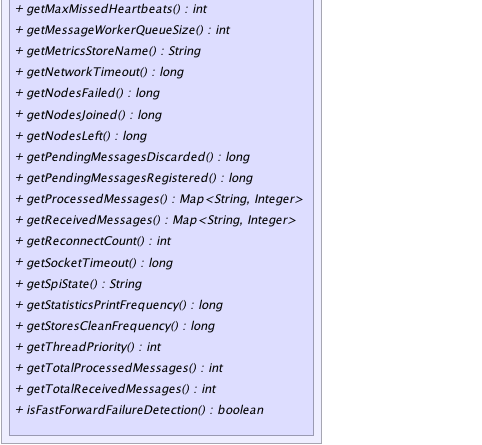 + getMaxMissedHeartbeats() : int
+ getMessageWorkerQueueSize() : int
+ getMetricsStoreName() : String
+ getNetworkTimeout() : long
+ getNodesFailed() : long
+ getNodesJoined() : long
+ getNodesLeft() : long
+ getPendingMessagesDiscarded() : long
+ getPendingMessagesRegistered() : long
+ getProcessedMessages() : Map<String, Integer>
+ getReceivedMessages() : Map<String, Integer>
+ getReconnectCount() : int
+ getSocketTimeout() : long
+ getSpiState() : String
+ getStatisticsPrintFrequency() : long
+ getStoresCleanFrequency() : long
+ getThreadPriority() : int
+ getTotalProcessedMessages() : int
+ getTotalReceivedMessages() : int
+ isFastForwardFailureDetection() : boolean